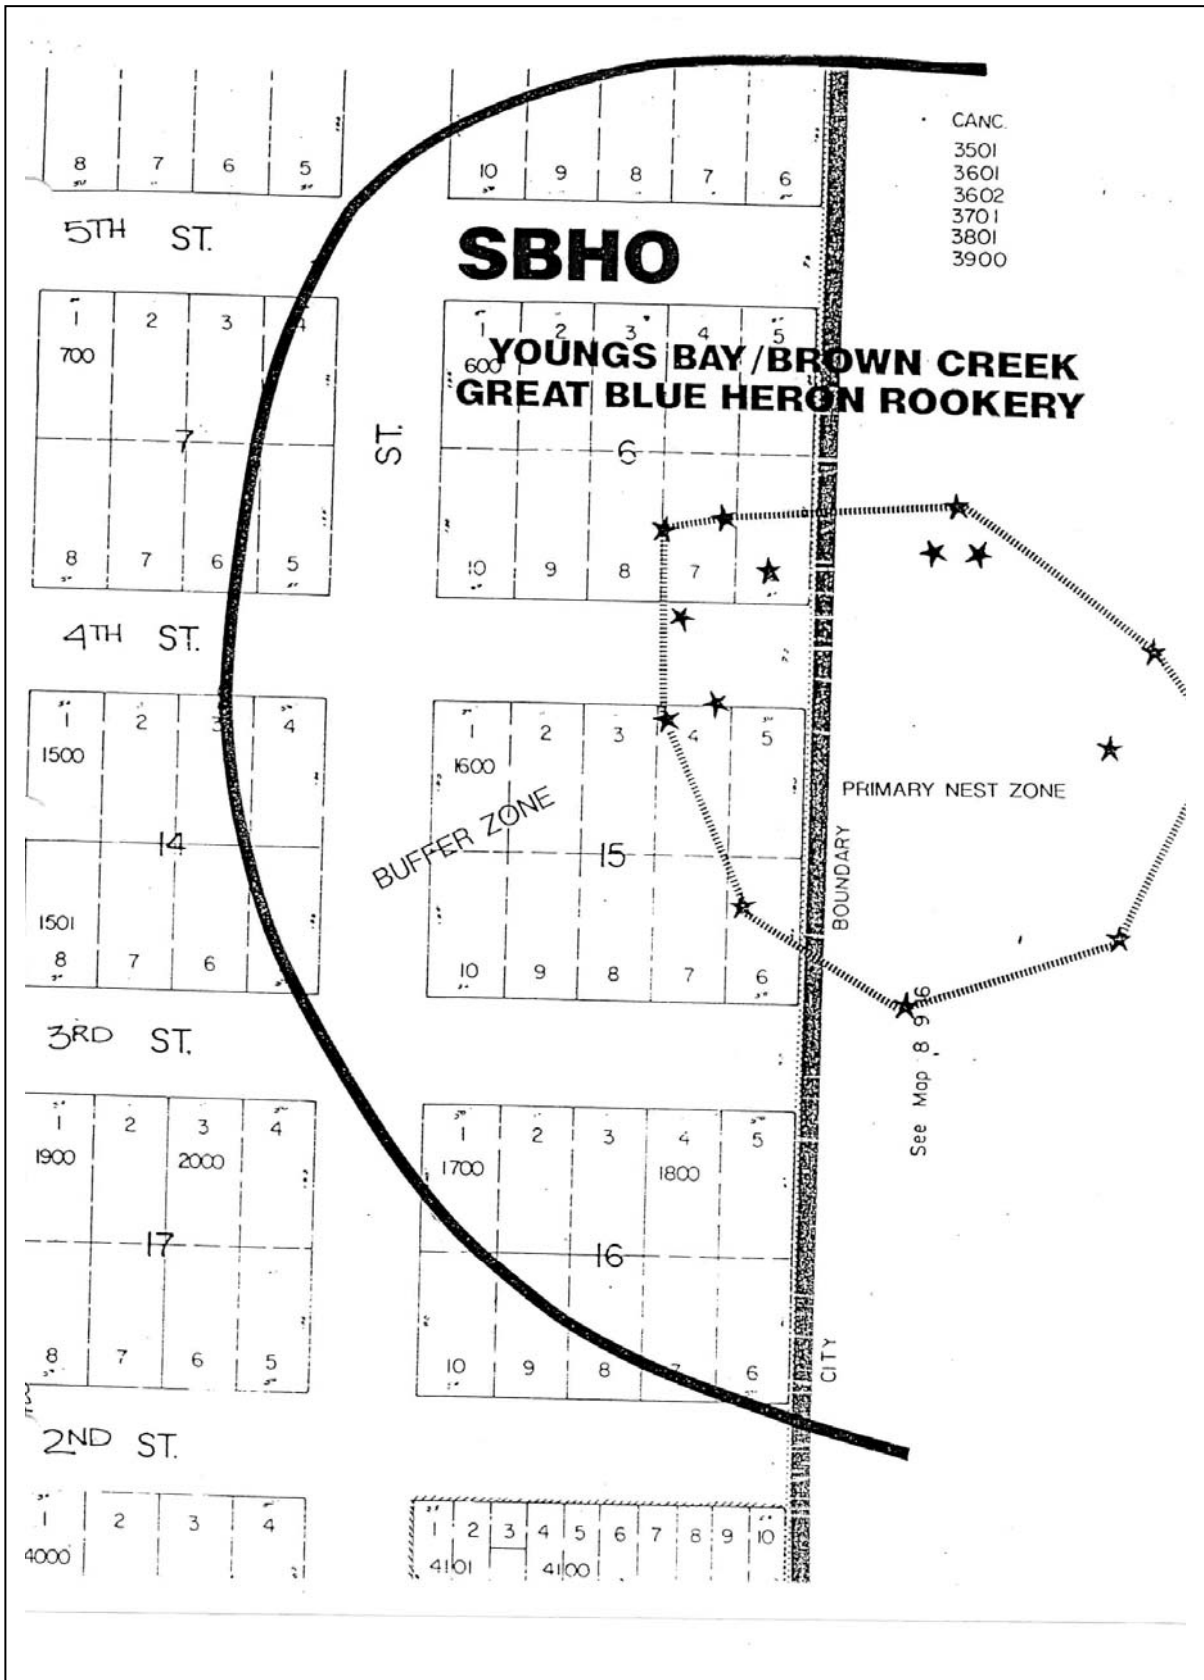 CANC.
3501
3601
3602
3701
3801
3900
8 7 6 5
10 9 8 7 6
5TH ST.
SBHO
1 2 3 4
700
7
8 7 6 5
ST.
1 2 3 4 5
600
YOUNGS BAY/BROWN CREEK
GREAT BLUE HERON ROOKERY
6
10 9 8 7
4TH ST.
1 2 3 4
1500
14
1501
8 7 6
1 2 3 4 5
1600
BUFFER ZONE
15
10 9 8 7 6
PRIMARY NEST ZONE
BOUNDARY
See Map 8 9 6
3RD ST.
1 2 3 4
1900 2000
17
8 7 6 5
1 2 3 4 5
1700 1800
16
10 9 8 7 6
CITY
2ND ST.
1 2 3 4
4000
1 2 3 4 5 6 7 8 9 10
4101 4100